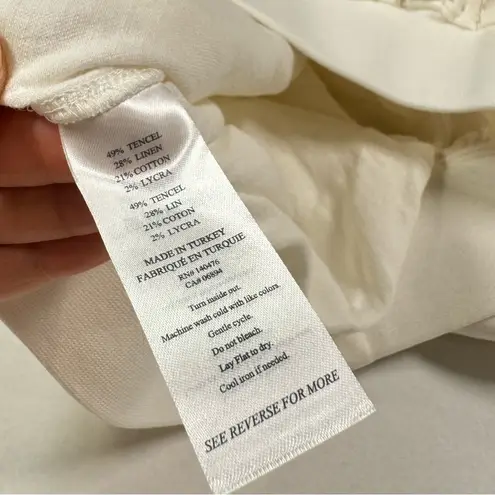 49% TENCEL
28% LINEN
21% COTTON
2% LYCRA
49% TENCEL
28% LIN
21% COTON
2% LYCRA
MADE IN TURKEY
FABRIQUÉ EN TURQUIE
RN# 140476
CA# 06894
Turn inside out.
Machine wash cold with like colors.
Gentle cycle.
Do not bleach.
Lay Flat to dry.
Cool iron if needed.
SEE REVERSE FOR MORE